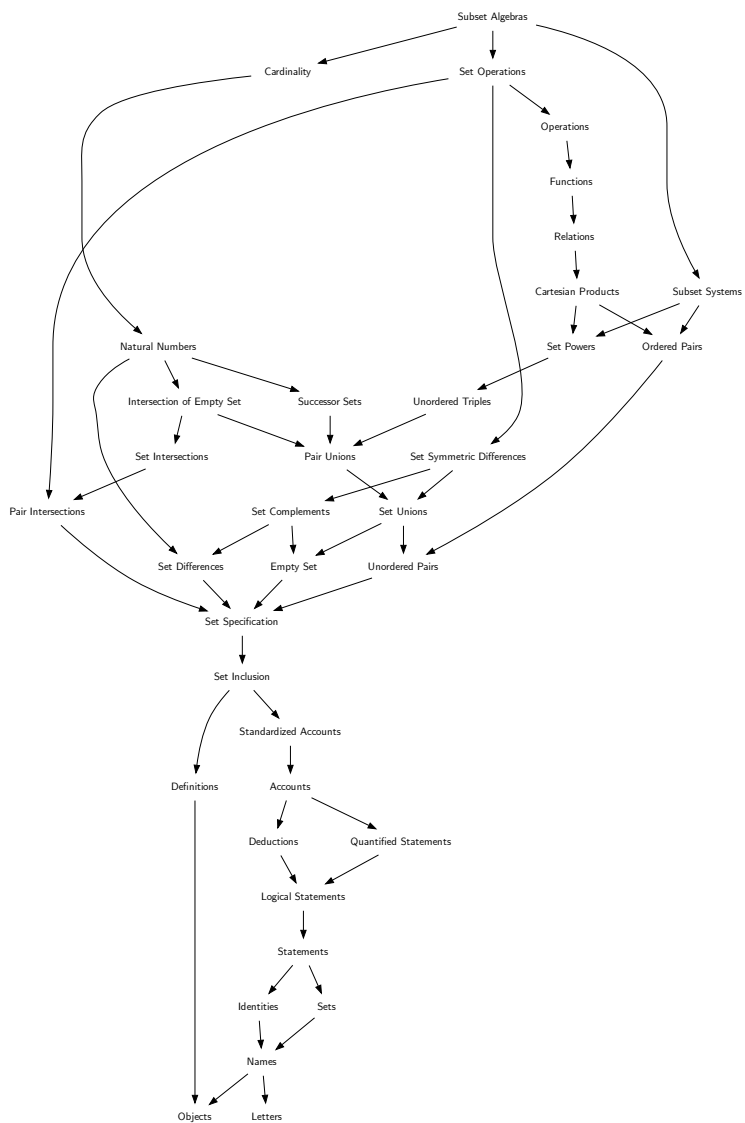 Subset Algebras
Cardinality
Set Operations
Operations
Functions
Relations
Cartesian Products
Subset Systems
Natural Numbers
Set Powers
Ordered Pairs
Intersection of Empty Set
Successor Sets
Unordered Triples
Set Intersections
Pair Unions
Set Symmetric Differences
Pair Intersections
Set Complements
Set Unions
Set Differences
Empty Set
Unordered Pairs
Set Specification
Set Inclusion
Standardized Accounts
Definitions
Accounts
Deductions
Quantified Statements
Logical Statements
Statements
Identities
Sets
Names
Objects
Letters